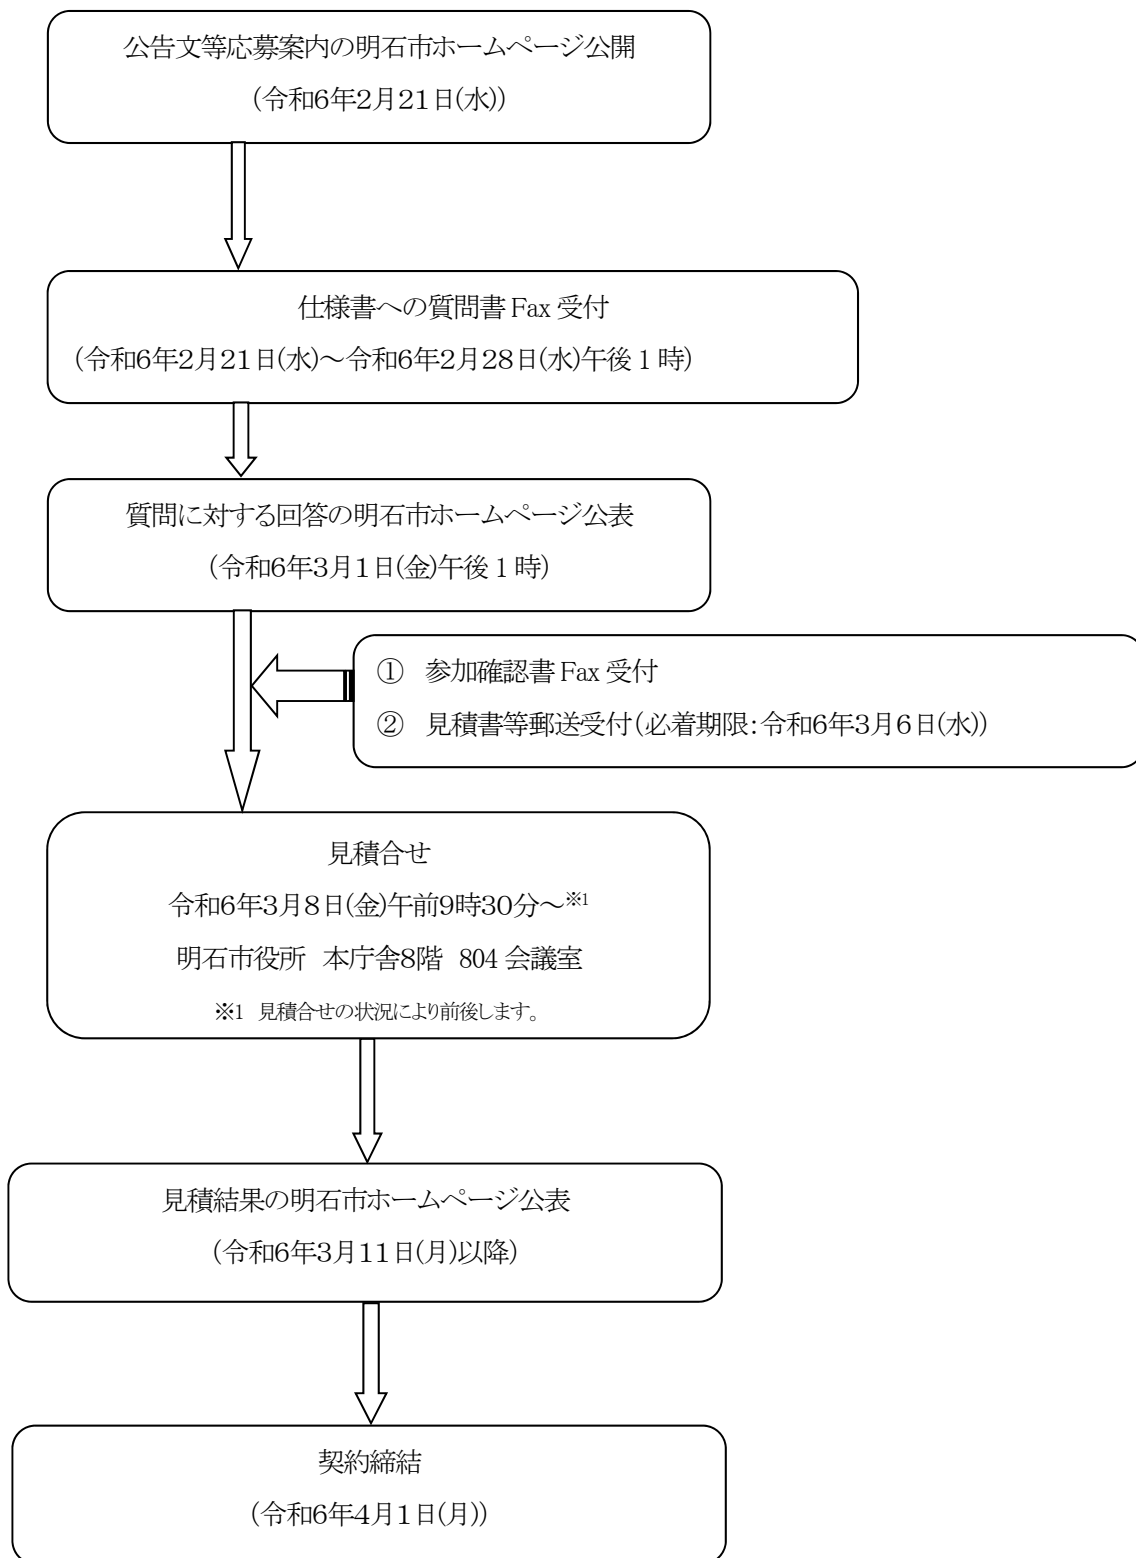 公告文等応募案内の明石市ホームページ公開
(令和6年2月21日(水))
仕様書への質問書 Fax 受付
(令和6年2月21日(水)～令和6年2月28日(水)午後1時)
質問に対する回答の明石市ホームページ公表
(令和6年3月1日(金)午後1時)
① 参加確認書 Fax 受付
② 見積書等郵送受付(必着期限:令和6年3月6日(水))
見積合せ
令和6年3月8日(金)午前9時30分～※1
明石市役所 本庁舎8階 804 会議室
※1 見積合せの状況により前後します。
見積結果の明石市ホームページ公表
(令和6年3月11日(月)以降)
契約締結
(令和6年4月1日(月))